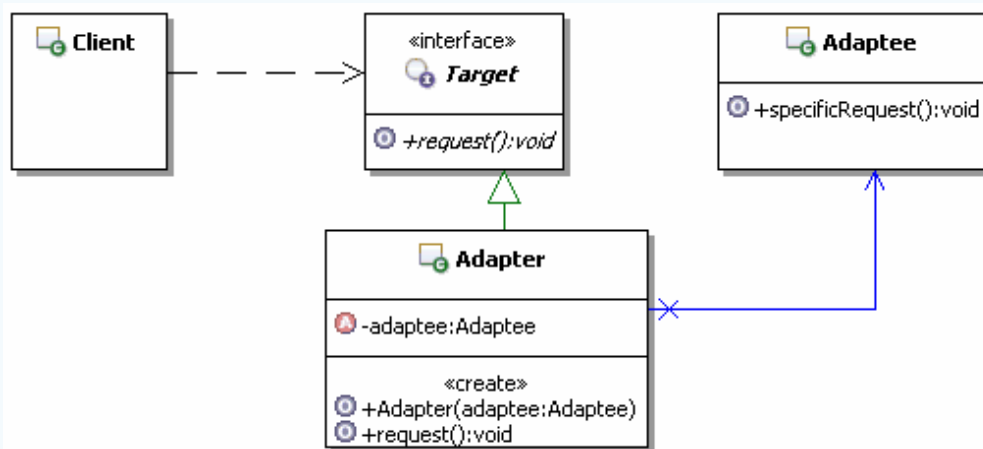 Client
«interface»
Target
+request():void
Adaptee
+specificRequest():void
Adapter
-adaptee:Adaptee
«create»
+Adapter(adaptee:Adaptee)
+request():void